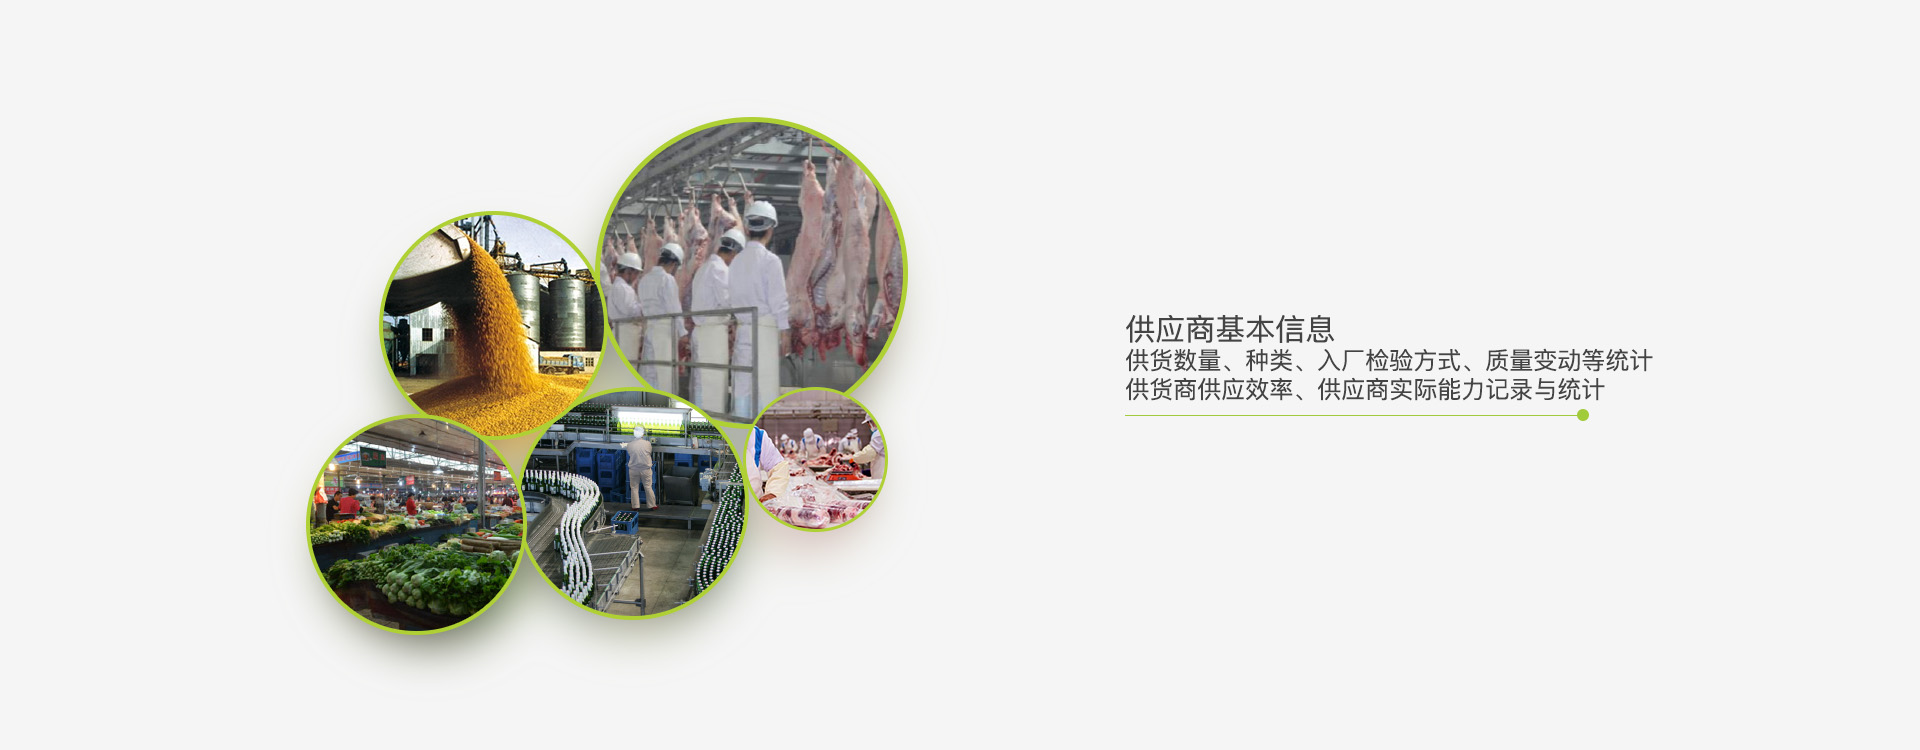 供应商基本信息
供货数量、种类、入厂检验方式、质量变动等统计
供货商供应效率、供应商实际能力记录与统计